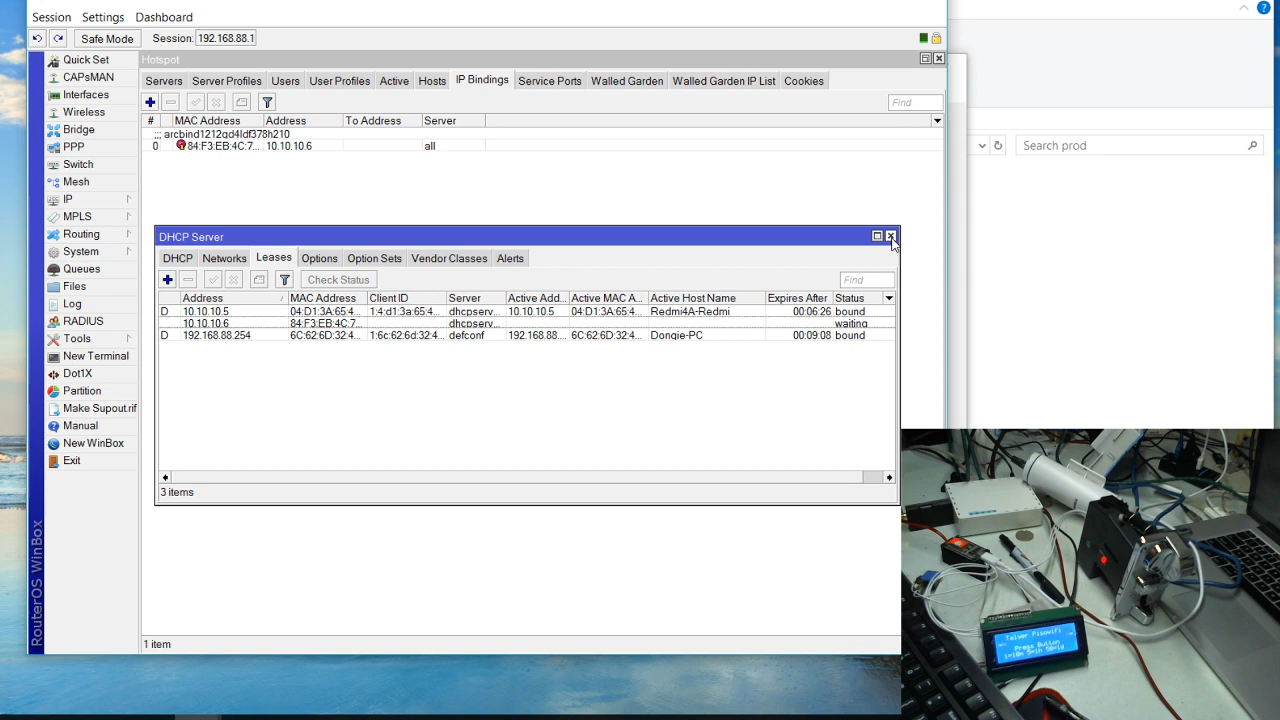 Session Settings Dashboard
Safe Mode Session: 192.168.88.1
Hotspot
Servers Server Profiles Users User Profiles Active Hosts IP Bindings Service Ports Walled Garden Walled Garden IP List Cookies
Find
# MAC Address Address To Address Server
;;; arcbind1212qd4ldf378h210
0 84:F3:EB:4C:7... 10.10.10.6 all
Quick Set
CAPsMAN
Interfaces
Wireless
Bridge
PPP
Switch
Mesh
IP
MPLS
Routing
System
Queues
Files
Log
RADIUS
Tools
New Terminal
Dot1X
Partition
Make Supout.rif
Manual
New WinBox
Exit
RouterOS WinBox
DHCP Server
DHCP Networks Leases Options Option Sets Vendor Classes Alerts
Check Status Find
Address MAC Address Client ID Server Active Add... Active MAC A... Active Host Name Expires After Status
D 10.10.10.5 04:D1:3A:65:4... 1:4:d1:3a:65:4... dhcpserv... 10.10.10.5 04:D1:3A:65:4... Redmi4A-Redmi 00:06:26 bound
10.10.10.6 84:F3:EB:4C:7... dhcpserv... waiting
D 192.168.88.254 6C:62:6D:32:4... 1:6c:62:6d:32:4... defconf 192.168.88.... 6C:62:6D:32:4... Dongie-PC 00:09:08 bound
3 items
1 item
Search prod
Press Button